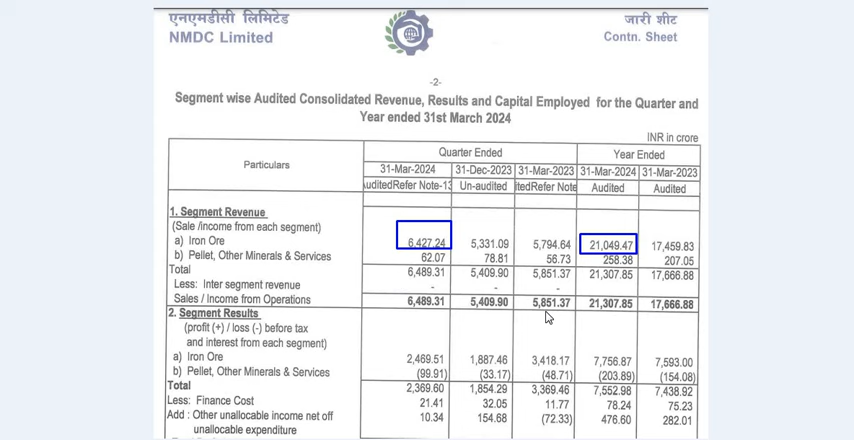 एनएमडीसी लिमिटेड जारी शीट
NMDC Limited Contn. Sheet
-2-
Segment wise Audited Consolidated Revenue, Results and Capital Employed for the Quarter and
Year ended 31st March 2024
INR in crore
Particulars Quarter Ended Year Ended
31-Mar-2024 31-Dec-2023 31-Mar-2023 31-Mar-2024 31-Mar-2023
uditedRefer Note-13 Un-audited itedRefer Note Audited Audited
1. Segment Revenue
(Sale /income from each segment)
a) Iron Ore 6,427.24 5,331.09 5,794.64 21,049.47 17,459.83
b) Pellet, Other Minerals & Services 62.07 78.81 56.73 258.38 207.05
Total 6,489.31 5,409.90 5,851.37 21,307.85 17,666.88
Less: Inter segment revenue - - -
Sales / Income from Operations 6,489.31 5,409.90 5,851.37 21,307.85 17,666.88
2. Segment Results
(profit (+) / loss (-) before tax
and interest from each segment)
a) Iron Ore 2,469.51 1,887.46 3,418.17 7,756.87 7,593.00
b) Pellet, Other Minerals & Services (99.91) (33.17) (48.71) (203.89) (154.08)
Total 2,369.60 1,854.29 3,369.46 7,552.98 7,438.92
Less: Finance Cost 21.41 32.05 11.77 78.24 75.23
Add : Other unallocable income net off 10.34 154.68 (72.33) 476.60 282.01
unallocable expenditure